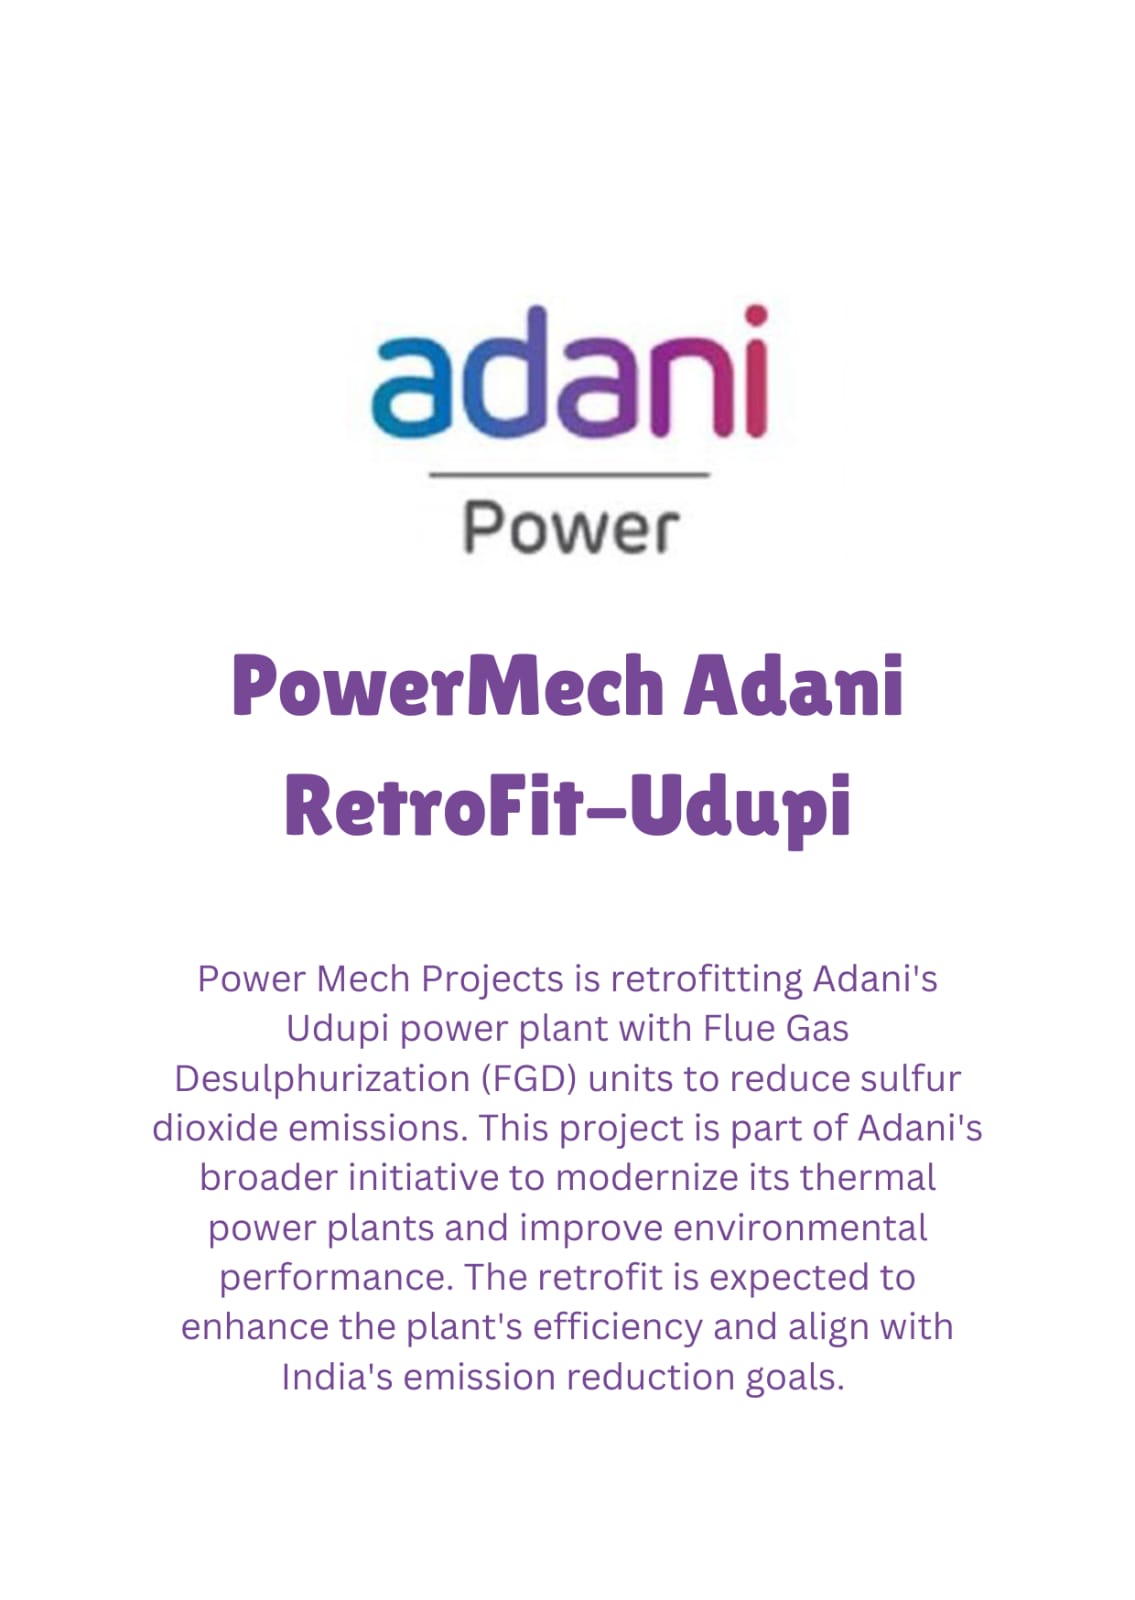 adani
Power
PowerMech Adani
RetroFit-Udupi
Power Mech Projects is retrofitting Adani's
Udupi power plant with Flue Gas
Desulphurization (FGD) units to reduce sulfur
dioxide emissions. This project is part of Adani's
broader initiative to modernize its thermal
power plants and improve environmental
performance. The retrofit is expected to
enhance the plant's efficiency and align with
India's emission reduction goals.